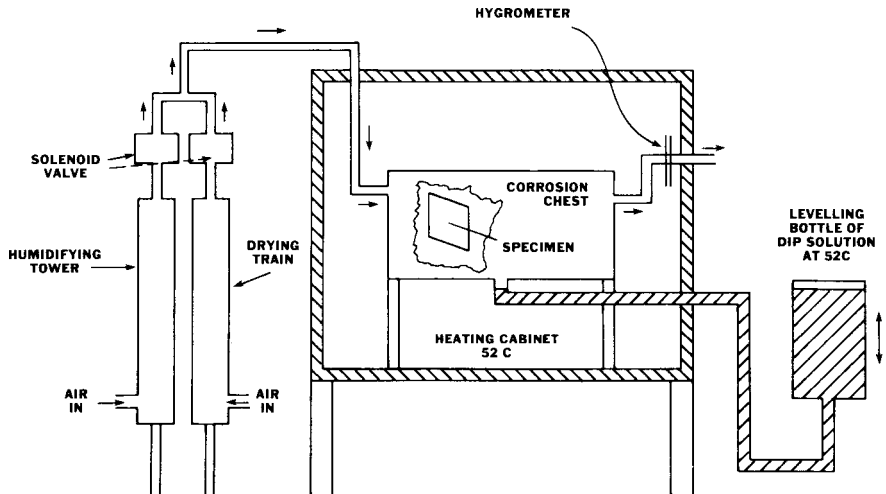 HYGROMETER
SOLENOID
VALVE
CORROSION
CHEST
SPECIMEN
LEVELLING
BOTTLE OF
DIP SOLUTION
AT 52C
HUMIDIFYING
TOWER
DRYING
TRAIN
HEATING CABINET
52 C
AIR
IN
AIR
IN